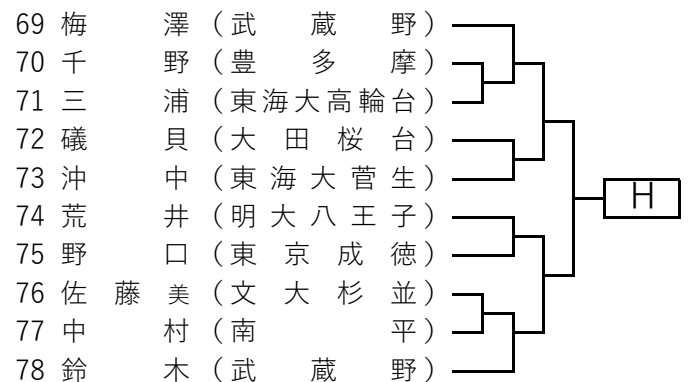 69 梅澤（武蔵野）
70 千野（豊多摩）
71 三浦（東海大高輪台）
72 礒貝（大田桜台）
73 沖中（東海大菅生）
H
74 荒井（明大八王子）
75 野口（東京成徳）
76 佐藤美（文大杉並）
77 中村（南平）
78 鈴木（武蔵野）